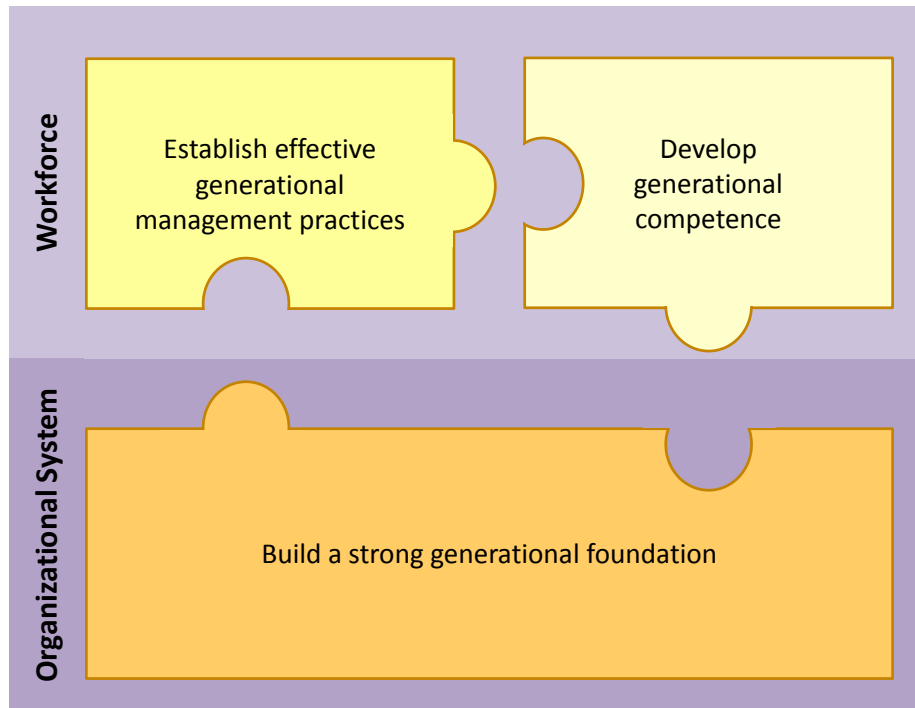 Workforce
Establish effective
generational
management practices
Develop
generational
competence
Organizational System
Build a strong generational foundation